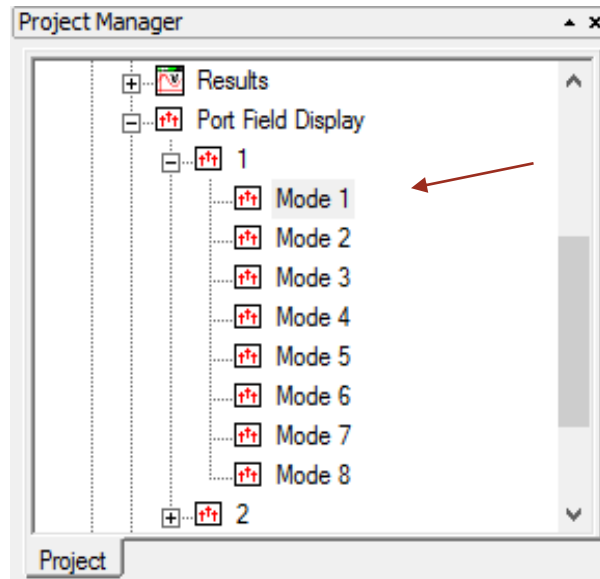 Project Manager
Results
Port Field Display
1
Mode 1
Mode 2
Mode 3
Mode 4
Mode 5
Mode 6
Mode 7
Mode 8
2
Project